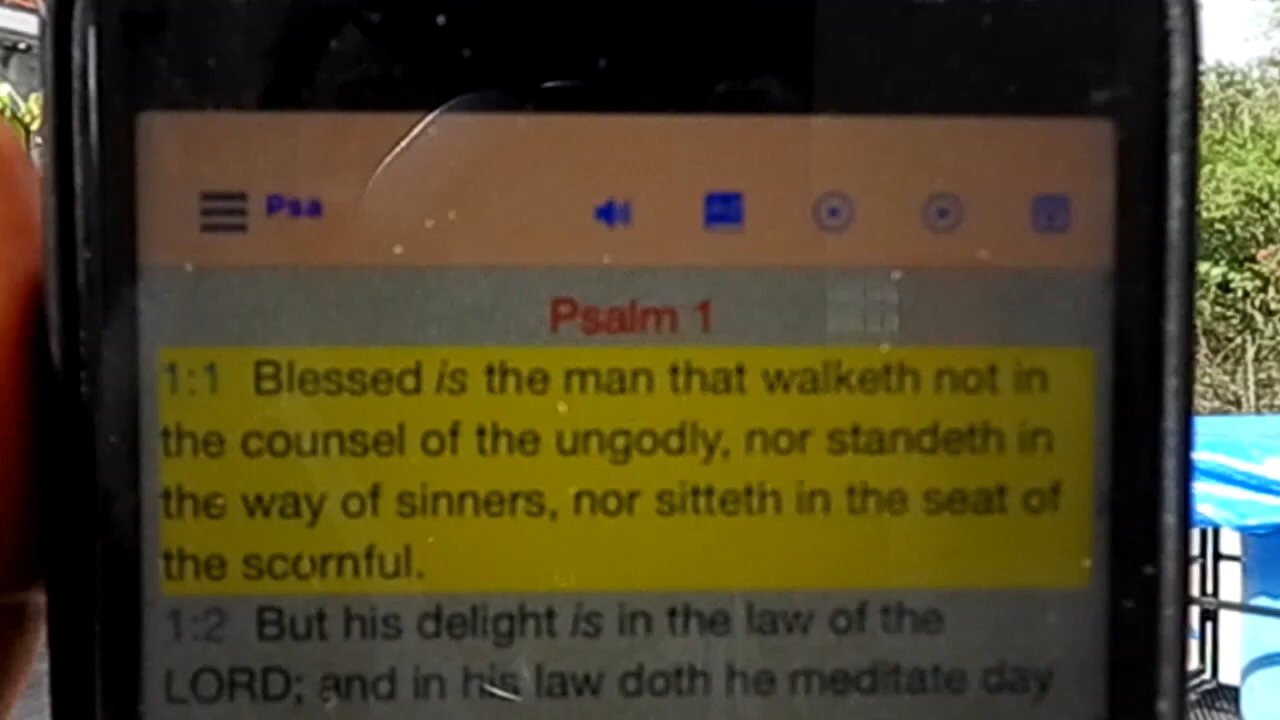 Psa
Psalm 1
1:1 Blessed is the man that walketh not in
the counsel of the ungodly, nor standeth in
the way of sinners, nor sitteth in the seat of
the scornful.
1:2 But his delight is in the law of the
LORD; and in his law doth he meditate day